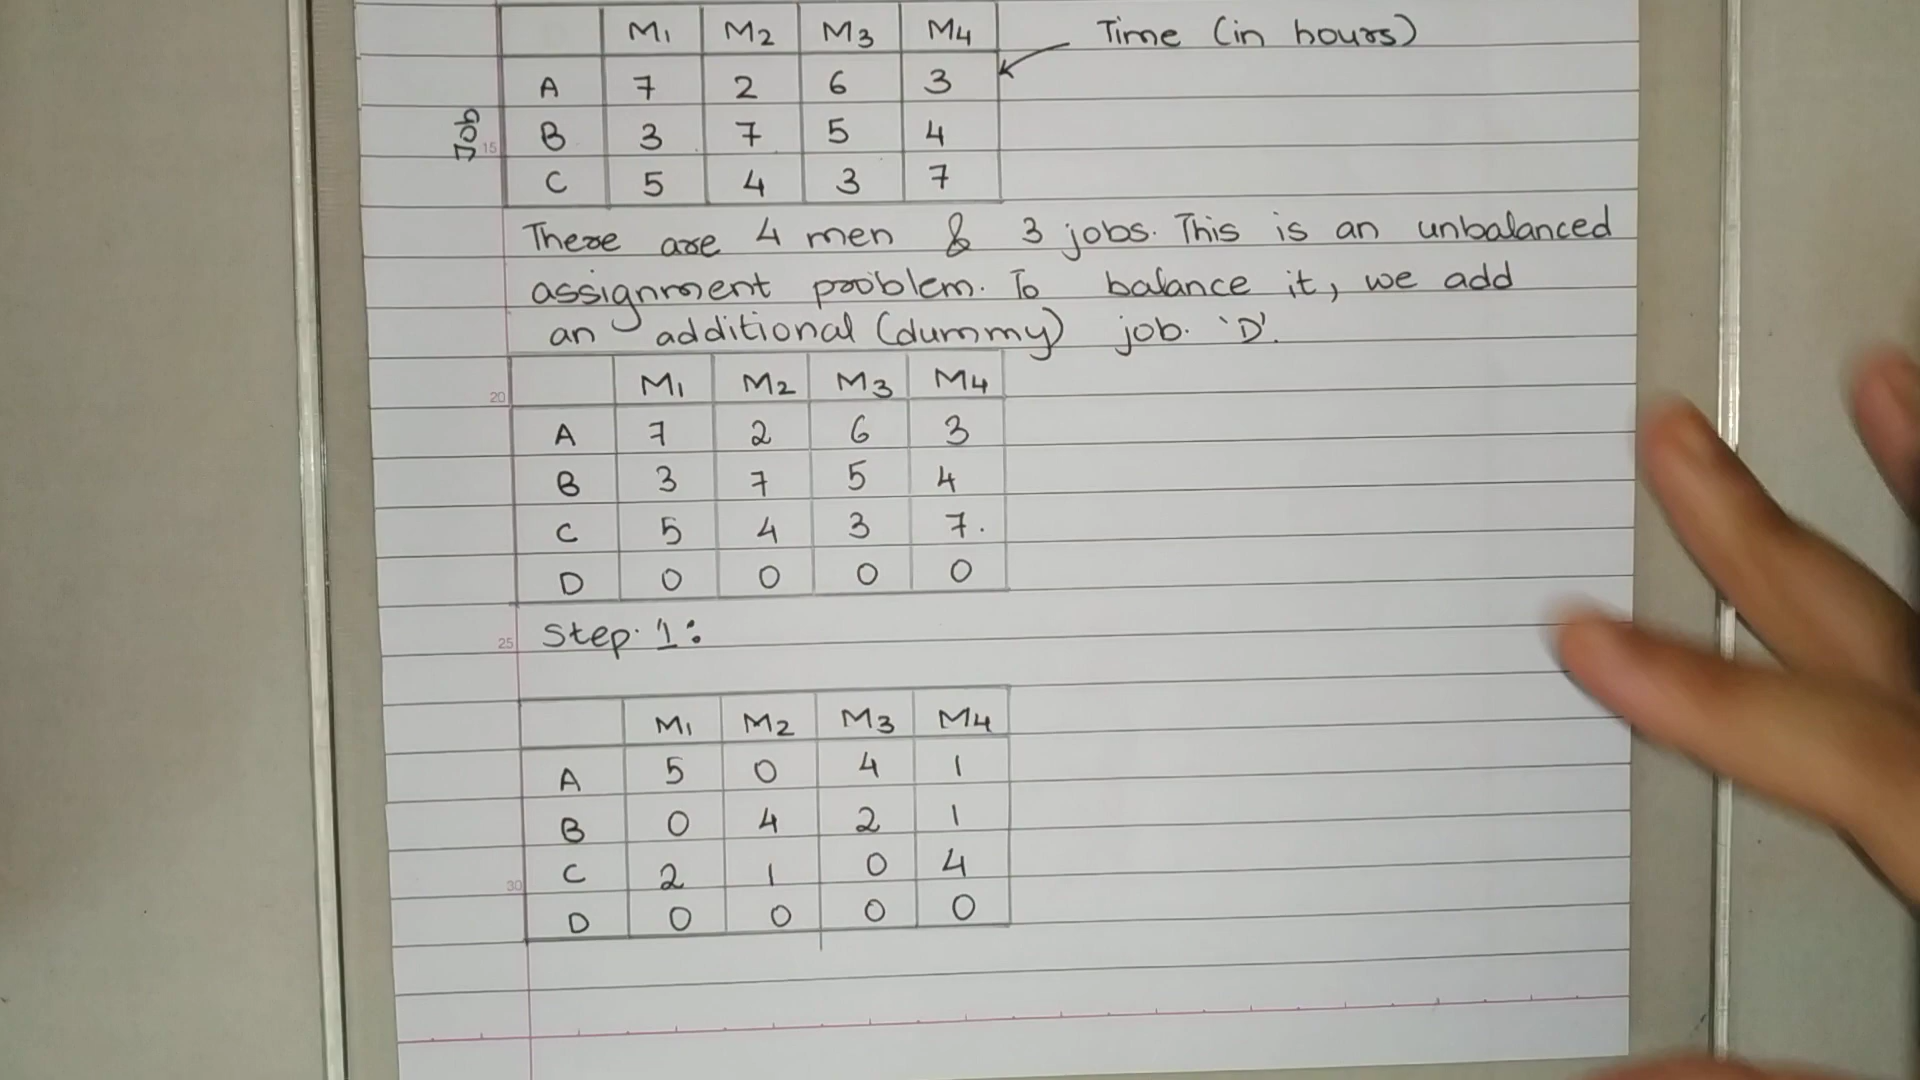 M1 M2 M3 M4 Time (in hours)
A 7 2 6 3
Job
15
B 3 7 5 4
C 5 4 3 7
There are 4 men & 3 jobs. This is an unbalanced
assignment problem. To balance it, we add
an additional (dummy) job. 'D'.
20
M1 M2 M3 M4
A 7 2 6 3
B 3 7 5 4
C 5 4 3 7.
D 0 0 0 0
25
Step. 1:
M1 M2 M3 M4
A 5 0 4 1
B 0 4 2 1
30
C 2 1 0 4
D 0 0 0 0